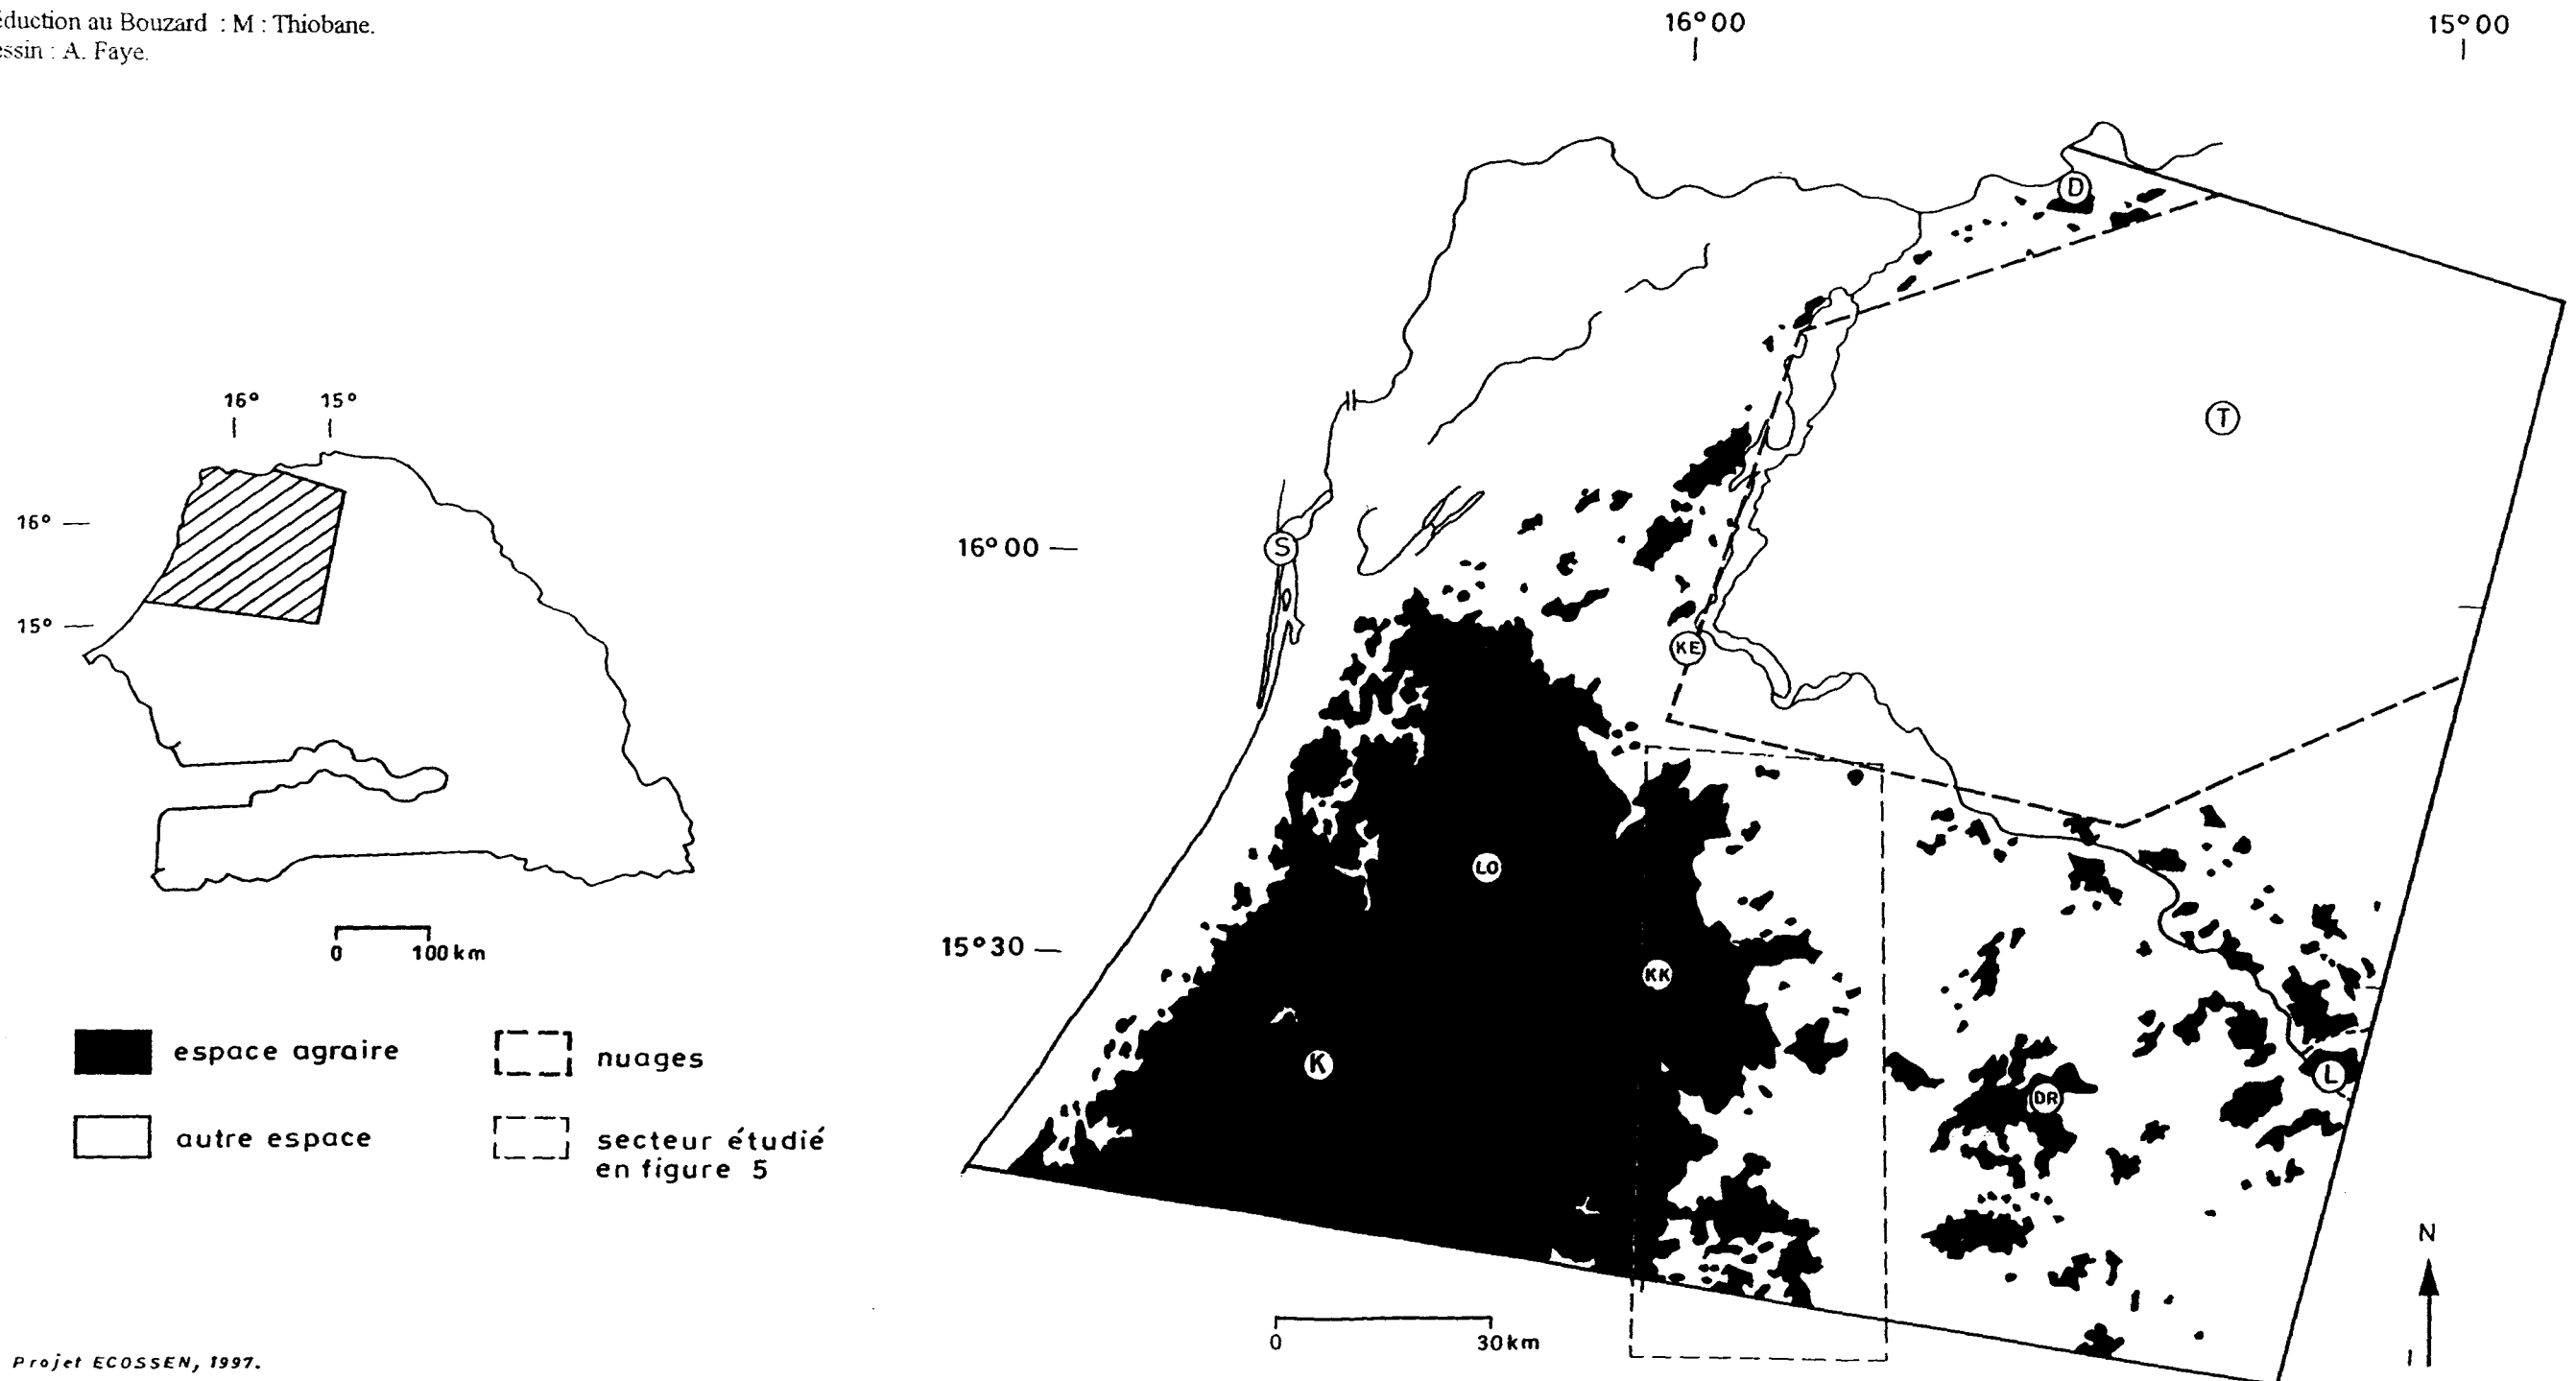 éduction au Bouzard : M : Thiobane.
essin : A. Faye.
16°00
15°00
D
T
16° 15°
16°
15°
16°00
S
KE
LO
15°30
KK
K
DR
L
0 100 km
espace agraire
nuages
autre espace
secteur étudié
en figure 5
0 30 km
N
Projet ECOSSEN, 1997.